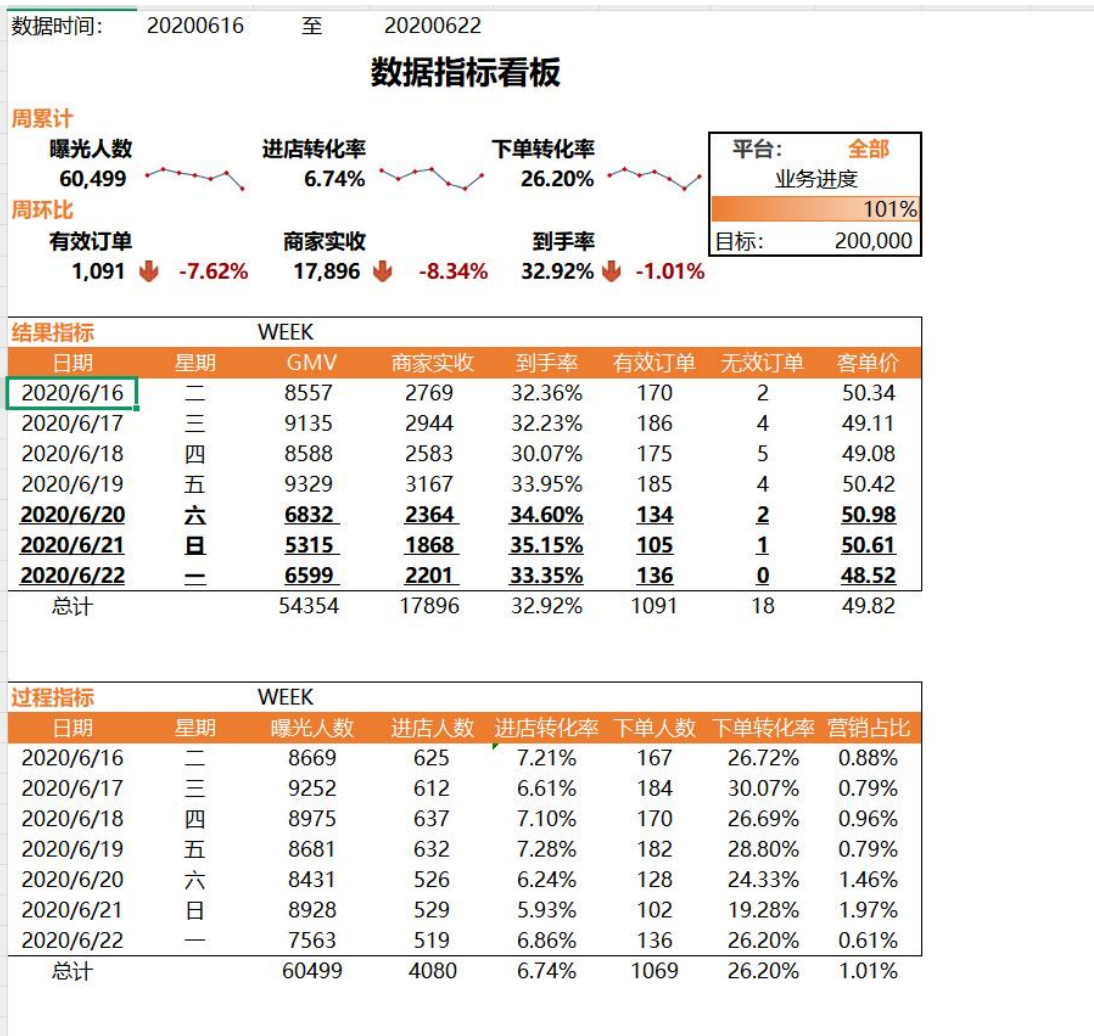 数据时间: 20200616 至 20200622
数据指标看板
周累计
曝光人数 进店转化率 下单转化率 平台: 全部
60,499 6.74% 26.20% 业务进度
周环比 101%
有效订单 商家实收 到手率 目标: 200,000
1,091 -7.62% 17,896 -8.34% 32.92% -1.01%
结果指标 WEEK
日期 星期 GMV 商家实收 到手率 有效订单 无效订单 客单价
2020/6/16 二 8557 2769 32.36% 170 2 50.34
2020/6/17 三 9135 2944 32.23% 186 4 49.11
2020/6/18 四 8588 2583 30.07% 175 5 49.08
2020/6/19 五 9329 3167 33.95% 185 4 50.42
2020/6/20 六 6832 2364 34.60% 134 2 50.98
2020/6/21 日 5315 1868 35.15% 105 1 50.61
2020/6/22 一 6599 2201 33.35% 136 0 48.52
总计 54354 17896 32.92% 1091 18 49.82
过程指标 WEEK
日期 星期 曝光人数 进店人数 进店转化率 下单人数 下单转化率 营销占比
2020/6/16 二 8669 625 7.21% 167 26.72% 0.88%
2020/6/17 三 9252 612 6.61% 184 30.07% 0.79%
2020/6/18 四 8975 637 7.10% 170 26.69% 0.96%
2020/6/19 五 8681 632 7.28% 182 28.80% 0.79%
2020/6/20 六 8431 526 6.24% 128 24.33% 1.46%
2020/6/21 日 8928 529 5.93% 102 19.28% 1.97%
2020/6/22 一 7563 519 6.86% 136 26.20% 0.61%
总计 60499 4080 6.74% 1069 26.20% 1.01%